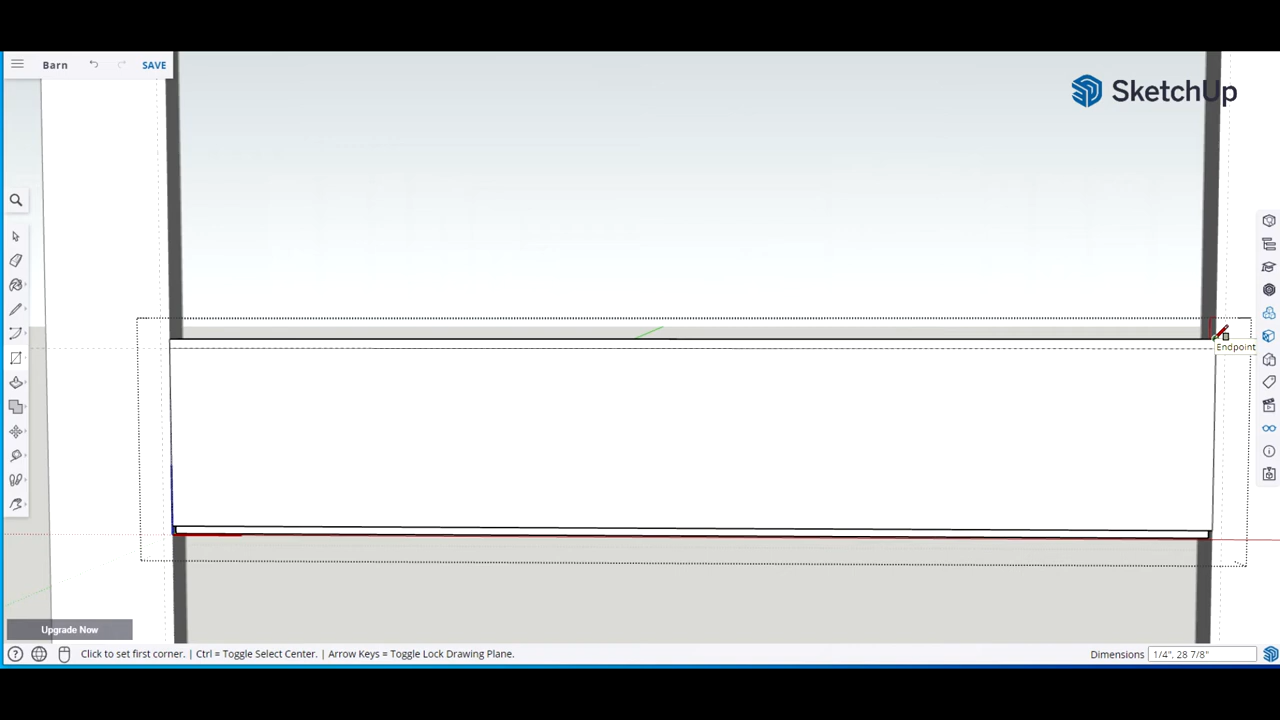 Barn SAVE
SketchUp
Endpoint
Upgrade Now
Click to set first corner. | Ctrl = Toggle Select Center. | Arrow Keys = Toggle Lock Drawing Plane. Dimensions 1/4", 28 7/8"